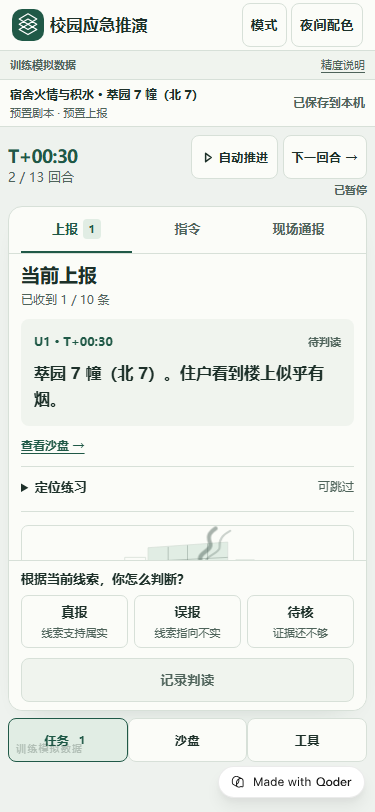 校园应急推演
模式
夜间配色
训练模拟数据
精度说明
宿舍火情与积水·萃园 7 幢（北 7）
预置剧本 · 预置上报
已保存到本机
T+00:30
2 / 13 回合
自动推进
下一回合 →
已暂停
上报 1
指令
现场通报
当前上报
已收到 1 / 10 条
U1 · T+00:30
待判读
萃园 7 幢（北 7）。住户看到楼上似乎有
烟。
查看沙盘 →
定位练习
可跳过
根据当前线索，你怎么判断？
真报
线索支持属实
误报
线索指向不实
待核
证据还不够
记录判读
任务 1
训练模拟数据
沙盘
工具
Made with Qoder